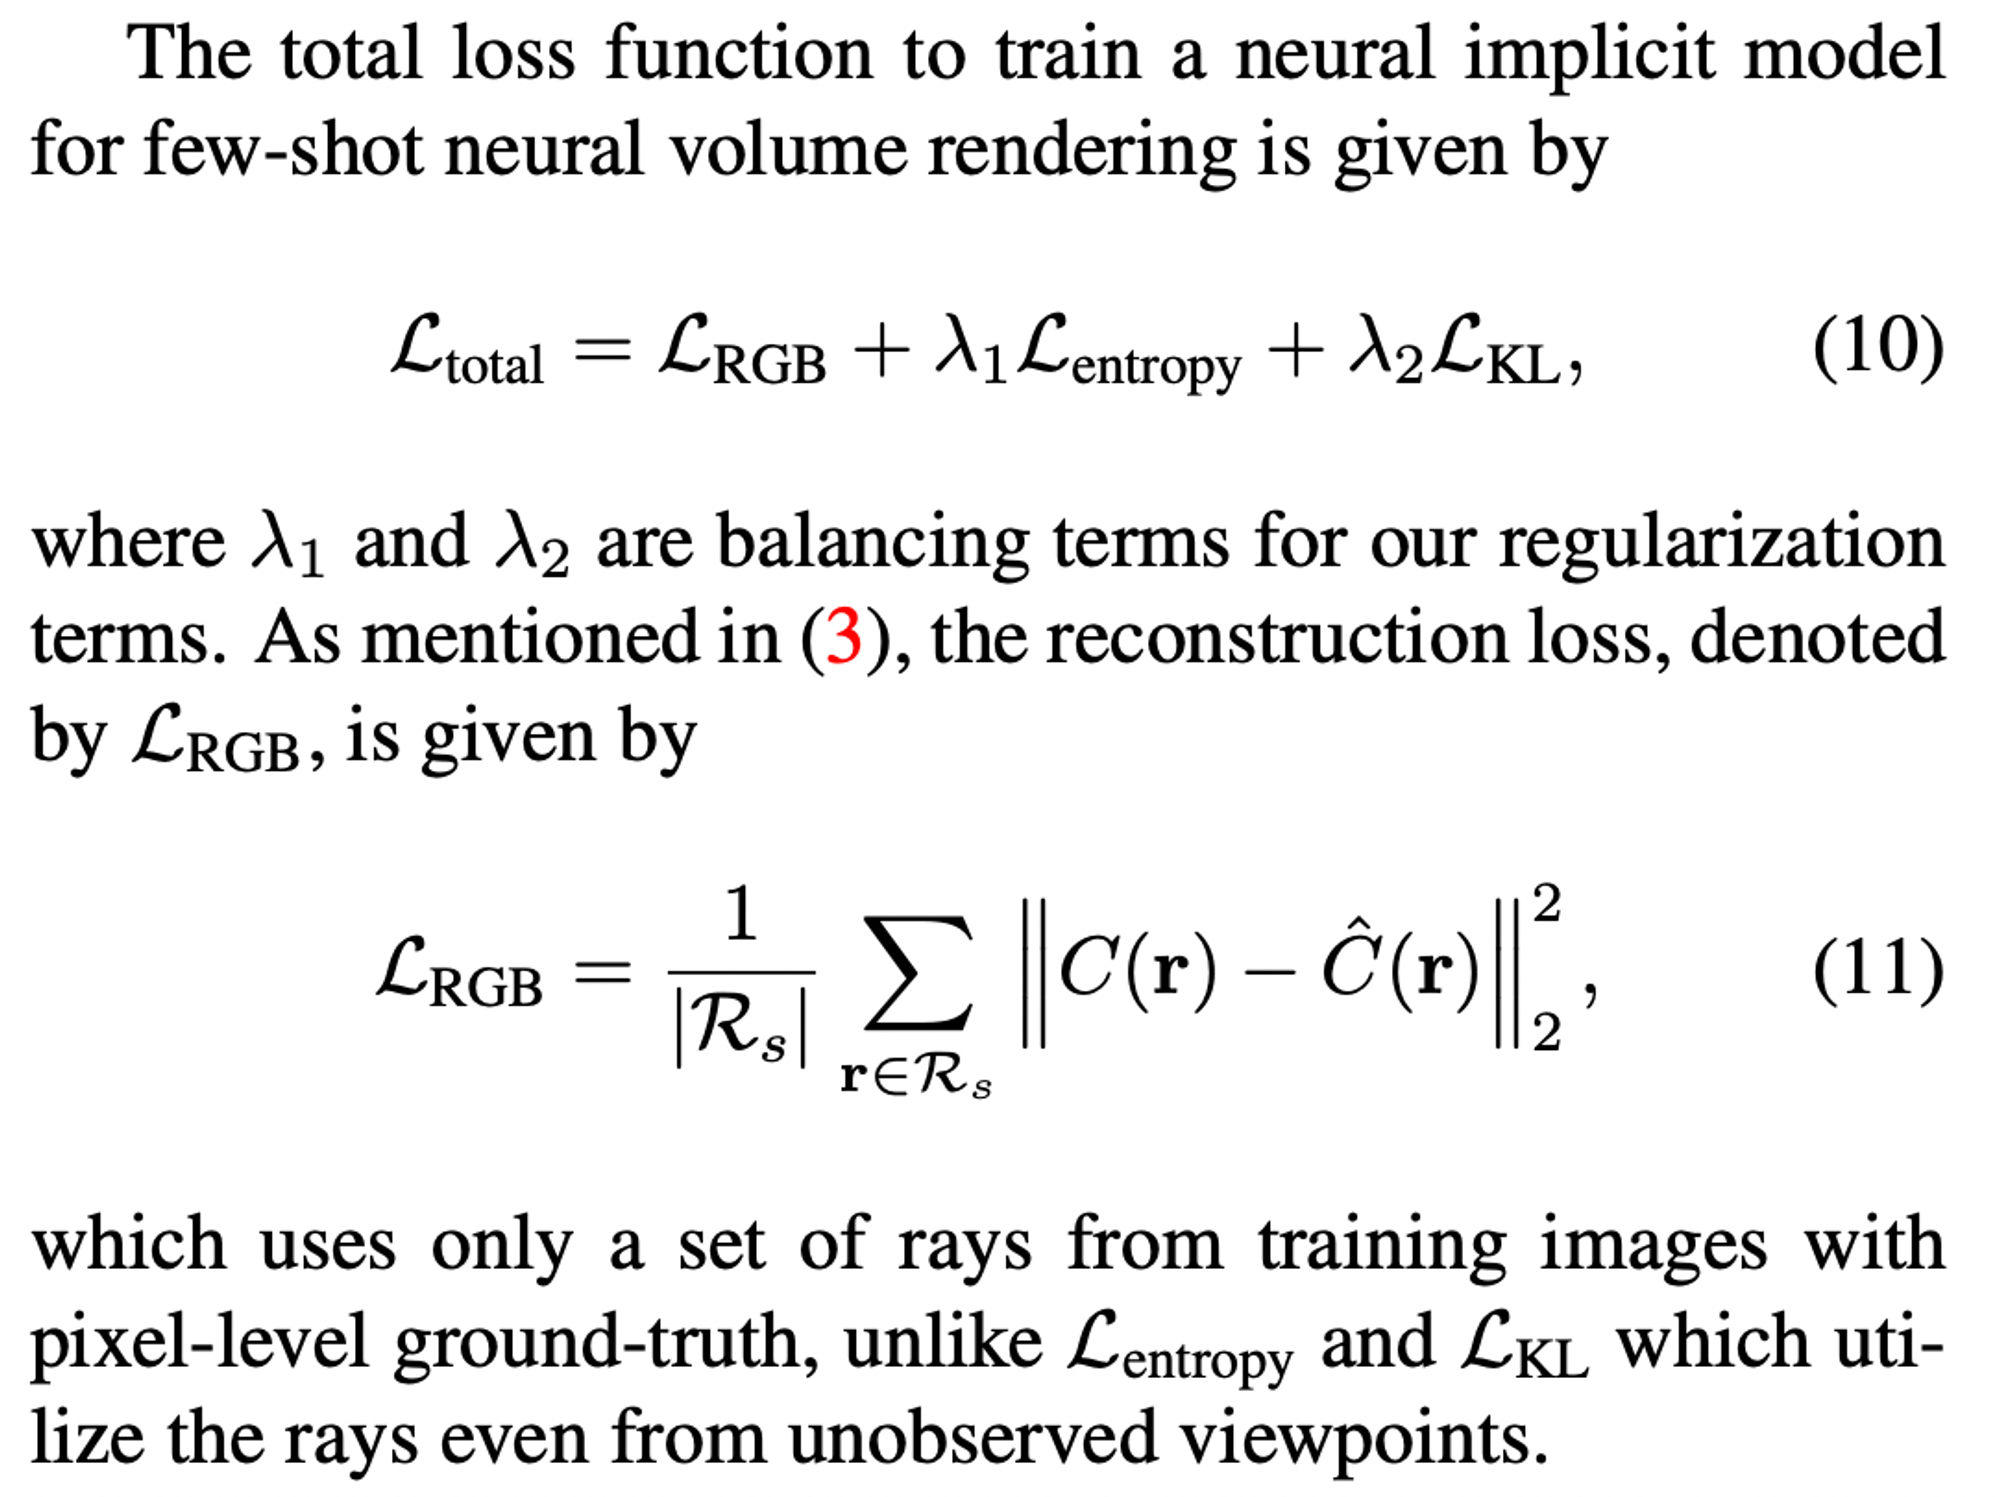 The total loss function to train a neural implicit model
for few-shot neural volume rendering is given by
$\mathcal{L}_{\text{total}} = \mathcal{L}_{\text{RGB}} + \lambda_1 \mathcal{L}_{\text{entropy}} + \lambda_2 \mathcal{L}_{\text{KL}},$ (10)
where $\lambda_1$ and $\lambda_2$ are balancing terms for our regularization
terms. As mentioned in (3), the reconstruction loss, denoted
by $\mathcal{L}_{\text{RGB}}$, is given by
$\mathcal{L}_{\text{RGB}} = \frac{1}{|\mathcal{R}_s|} \sum_{\mathbf{r} \in \mathcal{R}_s} \left\| C(\mathbf{r}) - \hat{C}(\mathbf{r}) \right\|_2^2,$ (11)
which uses only a set of rays from training images with
pixel-level ground-truth, unlike $\mathcal{L}_{\text{entropy}}$ and $\mathcal{L}_{\text{KL}}$ which uti-
lize the rays even from unobserved viewpoints.